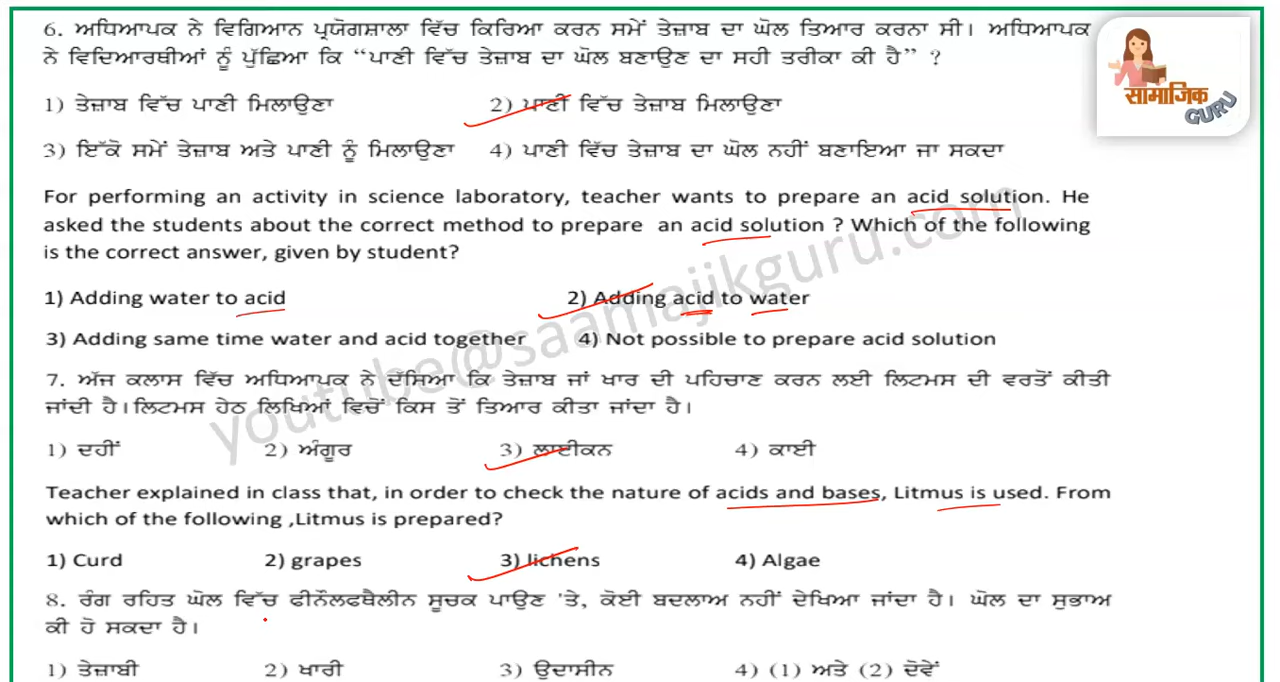 6. ਅਧਿਆਪਕ ਨੇ ਵਿਗਿਆਨ ਪ੍ਰਯੋਗਸ਼ਾਲਾ ਵਿੱਚ ਕਿਰਿਆ ਕਰਨ ਸਮੇਂ ਤੇਜ਼ਾਬ ਦਾ ਘੋਲ ਤਿਆਰ ਕਰਨਾ ਸੀ। ਅਧਿਆਪਕ
ਨੇ ਵਿਦਿਆਰਥੀਆਂ ਨੂੰ ਪੁੱਛਿਆ ਕਿ “ਪਾਣੀ ਵਿੱਚ ਤੇਜ਼ਾਬ ਦਾ ਘੋਲ ਬਣਾਉਣ ਦਾ ਸਹੀ ਤਰੀਕਾ ਕੀ ਹੈ” ?
1) ਤੇਜ਼ਾਬ ਵਿੱਚ ਪਾਣੀ ਮਿਲਾਉਣਾ 2) ਪਾਣੀ ਵਿੱਚ ਤੇਜ਼ਾਬ ਮਿਲਾਉਣਾ
3) ਇੱਕੋ ਸਮੇਂ ਤੇਜ਼ਾਬ ਅਤੇ ਪਾਣੀ ਨੂੰ ਮਿਲਾਉਣਾ 4) ਪਾਣੀ ਵਿੱਚ ਤੇਜ਼ਾਬ ਦਾ ਘੋਲ ਨਹੀਂ ਬਣਾਇਆ ਜਾ ਸਕਦਾ
सामाजिक
GURU
For performing an activity in science laboratory, teacher wants to prepare an acid solution. He
asked the students about the correct method to prepare an acid solution ? Which of the following
is the correct answer, given by student?
1) Adding water to acid 2) Adding acid to water
3) Adding same time water and acid together 4) Not possible to prepare acid solution
youtube@saamajikguru.com
7. ਅੱਜ ਕਲਾਸ ਵਿੱਚ ਅਧਿਆਪਕ ਨੇ ਦੱਸਿਆ ਕਿ ਤੇਜ਼ਾਬ ਜਾਂ ਖਾਰ ਦੀ ਪਹਿਚਾਣ ਕਰਨ ਲਈ ਲਿਟਮਸ ਦੀ ਵਰਤੋਂ ਕੀਤੀ
ਜਾਂਦੀ ਹੈ।ਲਿਟਮਸ ਹੇਠ ਲਿਖਿਆਂ ਵਿਚੋਂ ਕਿਸ ਤੋਂ ਤਿਆਰ ਕੀਤਾ ਜਾਂਦਾ ਹੈ।
1) ਦਹੀਂ 2) ਅੰਗੂਰ 3) ਲਾਈਕਨ 4) ਕਾਈ
Teacher explained in class that, in order to check the nature of acids and bases, Litmus is used. From
which of the following ,Litmus is prepared?
1) Curd 2) grapes 3) lichens 4) Algae
8. ਰੰਗ ਰਹਿਤ ਘੋਲ ਵਿੱਚ ਫੀਨੌਲਫਥੈਲੀਨ ਸੂਚਕ ਪਾਉਣ 'ਤੇ, ਕੋਈ ਬਦਲਾਅ ਨਹੀਂ ਦੇਖਿਆ ਜਾਂਦਾ ਹੈ। ਘੋਲ ਦਾ ਸੁਭਾਅ
ਕੀ ਹੋ ਸਕਦਾ ਹੈ।
1) ਤੇਜ਼ਾਬੀ 2) ਖਾਰੀ 3) ਉਦਾਸੀਨ 4) (1) ਅਤੇ (2) ਦੋਵੇਂ